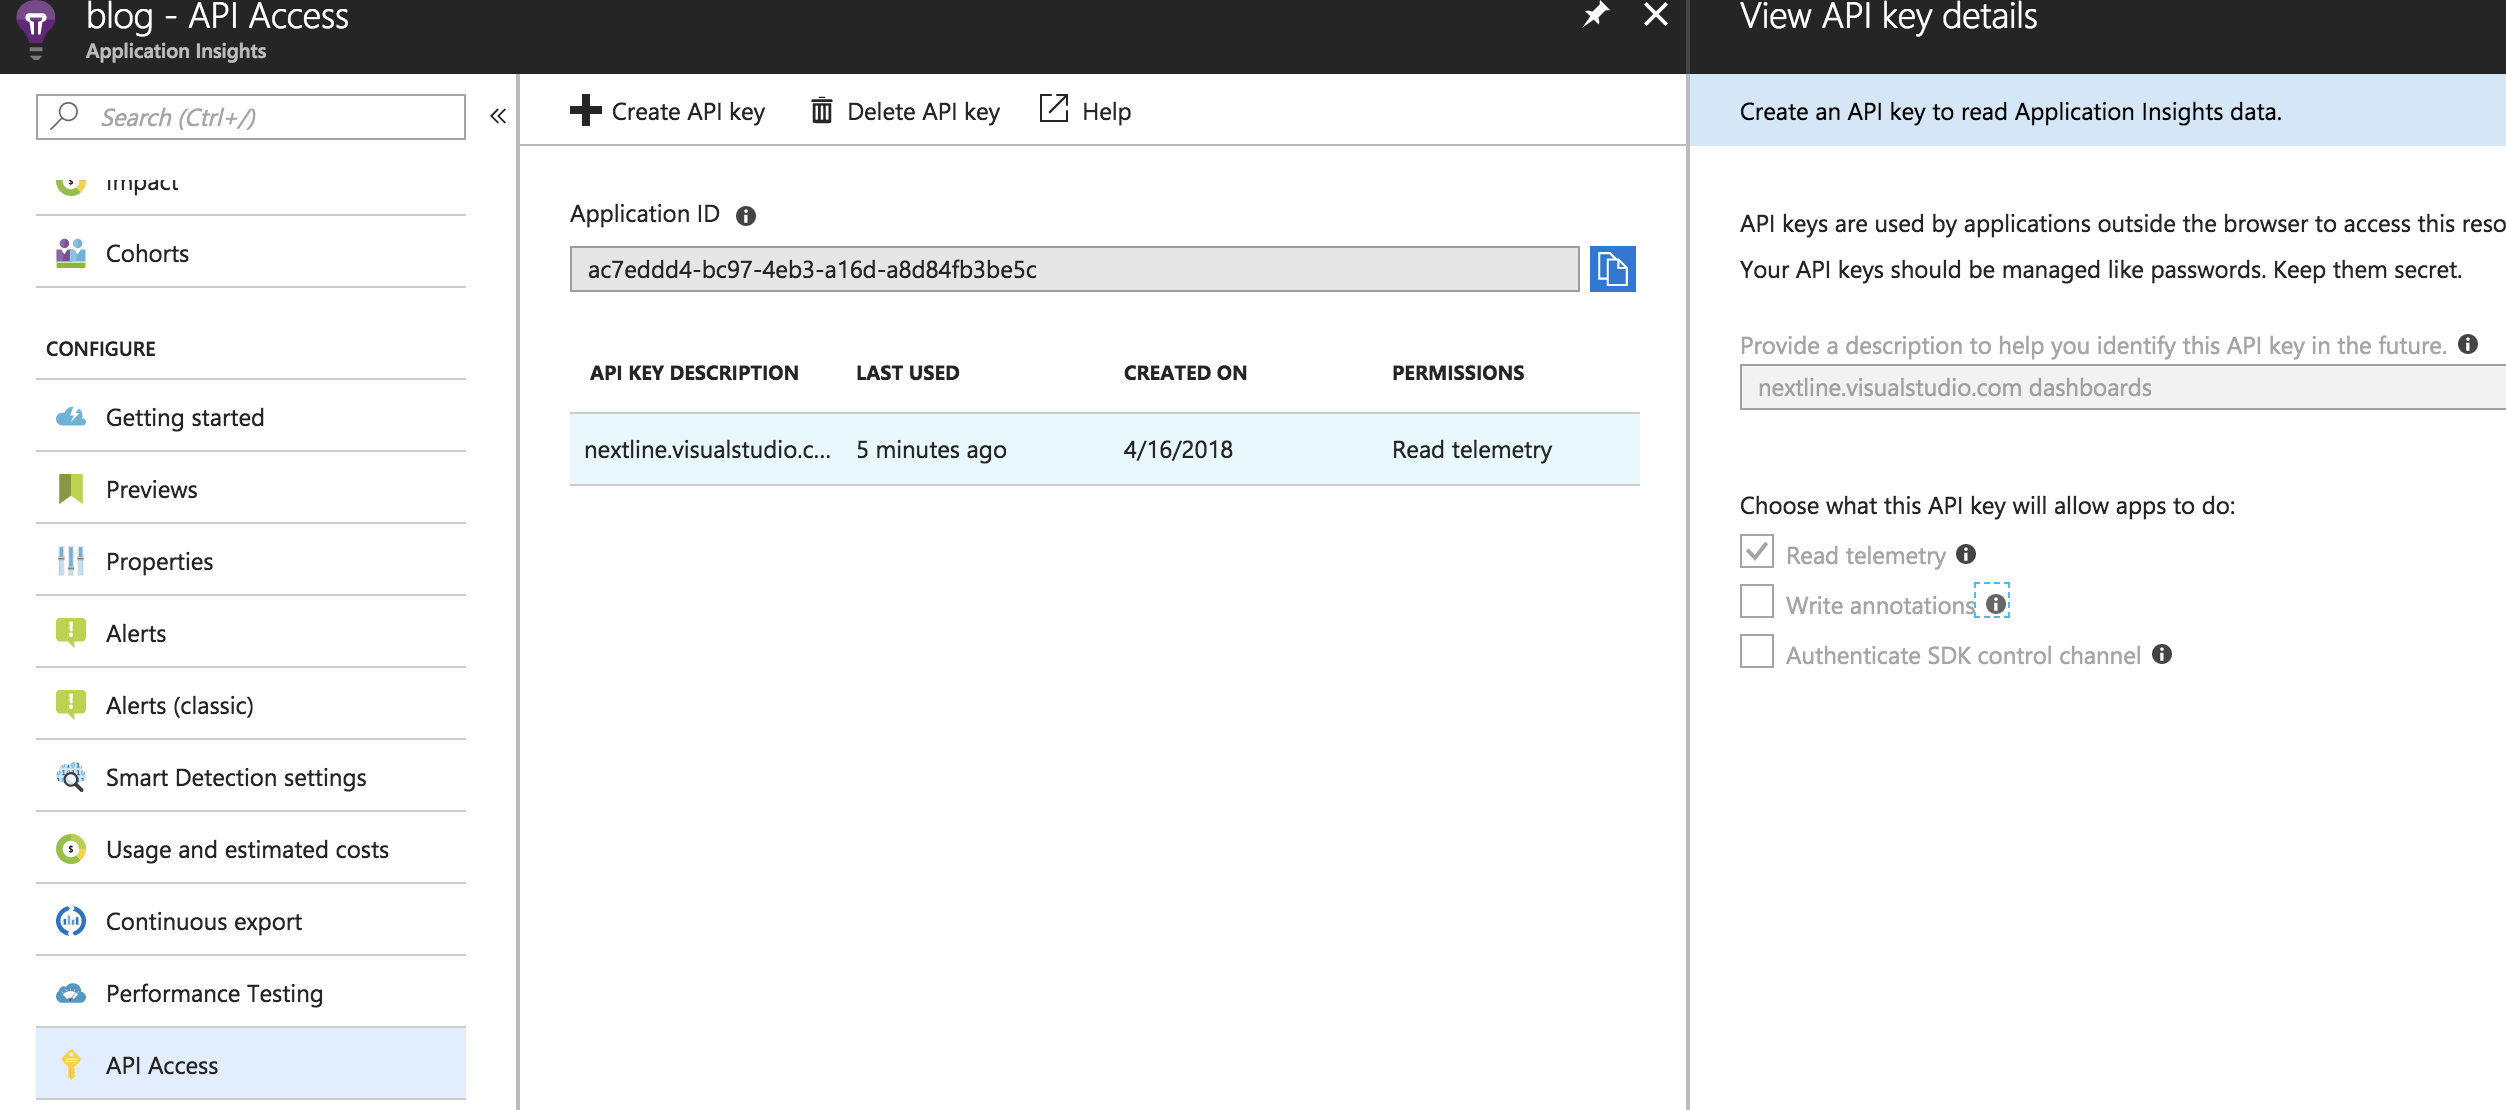 blog - API Access
Application Insights
Search (Ctrl+/)
«
Impact
Cohorts
CONFIGURE
Getting started
Previews
Properties
Alerts
Alerts (classic)
Smart Detection settings
Usage and estimated costs
Continuous export
Performance Testing
API Access
Create API key
Delete API key
Help
Application ID
ac7eddd4-bc97-4eb3-a16d-a8d84fb3be5c
API KEY DESCRIPTION LAST USED CREATED ON PERMISSIONS
nextline.visualstudio.c... 5 minutes ago 4/16/2018 Read telemetry
View API key details
Create an API key to read Application Insights data.
API keys are used by applications outside the browser to access this reso
Your API keys should be managed like passwords. Keep them secret.
Provide a description to help you identify this API key in the future.
nextline.visualstudio.com dashboards
Choose what this API key will allow apps to do:
Read telemetry
Write annotations
Authenticate SDK control channel